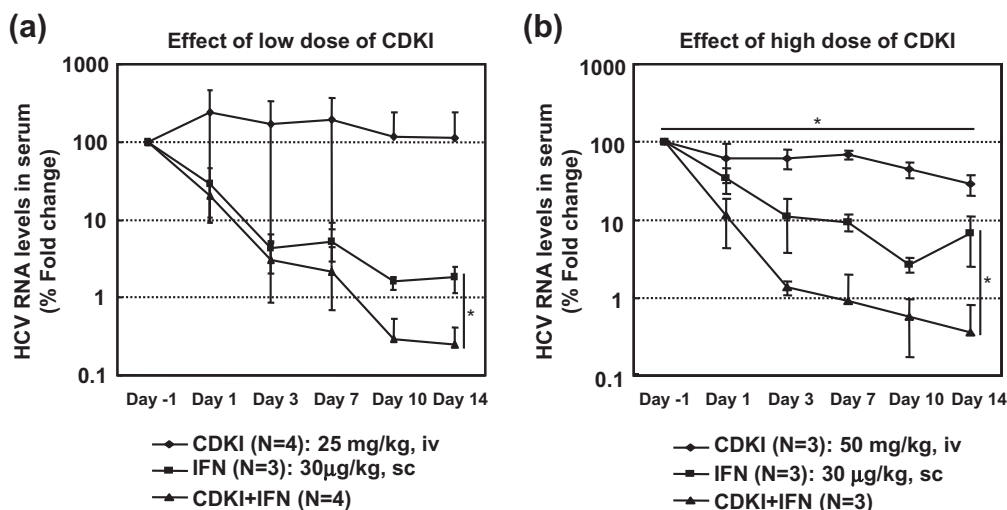 (a)
Effect of low dose of CDKI
HCV RNA levels in serum
(% Fold change)
1000
100
10
1
0.1
*
Day -1 Day 1 Day 3 Day 7 Day 10 Day 14
CDKI (N=4): 25 mg/kg, iv
IFN (N=3): 30µg/kg, sc
CDKI+IFN (N=4)
(b)
Effect of high dose of CDKI
HCV RNA levels in serum
(% Fold change)
1000
100
10
1
0.1
*
*
Day -1 Day 1 Day 3 Day 7 Day 10 Day 14
CDKI (N=3): 50 mg/kg, iv
IFN (N=3): 30 µg/kg, sc
CDKI+IFN (N=3)